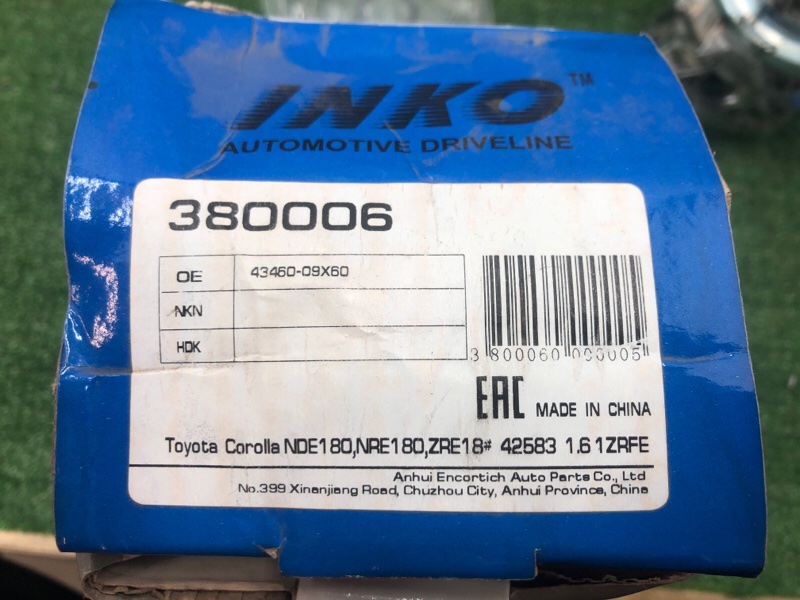 INKO™
AUTOMOTIVE DRIVELINE
380006
OE 43460-09X60
NKN
HDK
3 800060 000005
EAC MADE IN CHINA
Toyota Corolla NDE180,NRE180,ZRE18# 42583 1.6 1ZRFE
Anhui Encortich Auto Parts Co., Ltd
No.399 Xinanjiang Road, Chuzhou City, Anhui Province, China